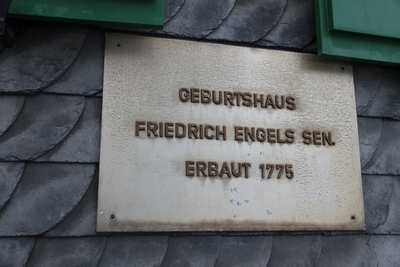 GEBURTSHAUS
FRIEDRICH ENGELS SEN.
ERBAUT 1775